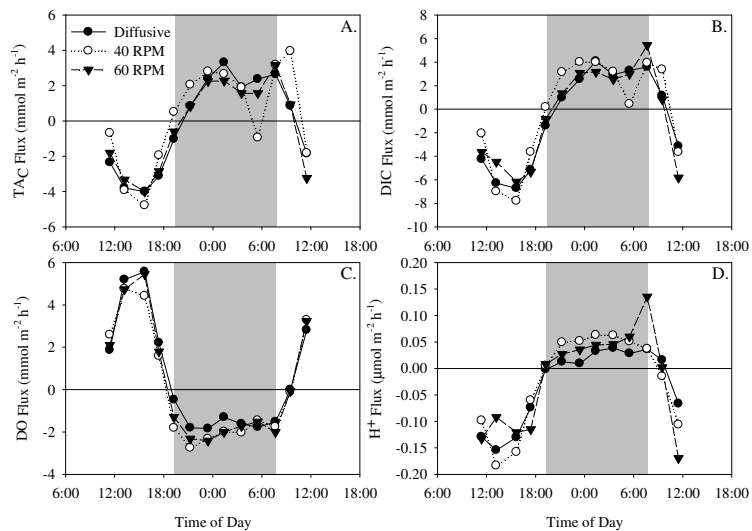 A.
Diffusive
40 RPM
60 RPM
TAC Flux (mmol m⁻² h⁻¹)
6
4
2
0
-2
-4
-6
6:00 12:00 18:00 0:00 6:00 12:00 18:00
B.
DIC Flux (mmol m⁻² h⁻¹)
8
6
4
2
0
-2
-4
-6
-8
-10
6:00 12:00 18:00 0:00 6:00 12:00 18:00
C.
DO Flux (mmol m⁻² h⁻¹)
6
4
2
0
-2
-4
6:00 12:00 18:00 0:00 6:00 12:00 18:00
Time of Day
D.
H⁺ Flux (µmol m⁻² h⁻¹)
0.20
0.15
0.10
0.05
0.00
-0.05
-0.10
-0.15
-0.20
6:00 12:00 18:00 0:00 6:00 12:00 18:00
Time of Day